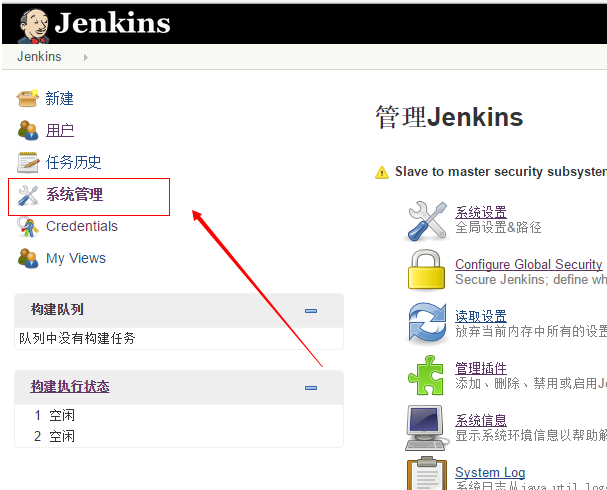 Jenkins
Jenkins
新建
用户
任务历史
系统管理
Credentials
My Views
构建队列
队列中没有构建任务
构建执行状态
1 空闲
2 空闲
管理Jenkins
Slave to master security subsystem
系统设置
全局设置&路径
Configure Global Security
Secure Jenkins; define wh
读取设置
放弃当前内存中所有的设置
管理插件
添加、删除、禁用或启用Je
系统信息
显示系统环境信息以帮助解
System Log
系统日志从java.util.logg